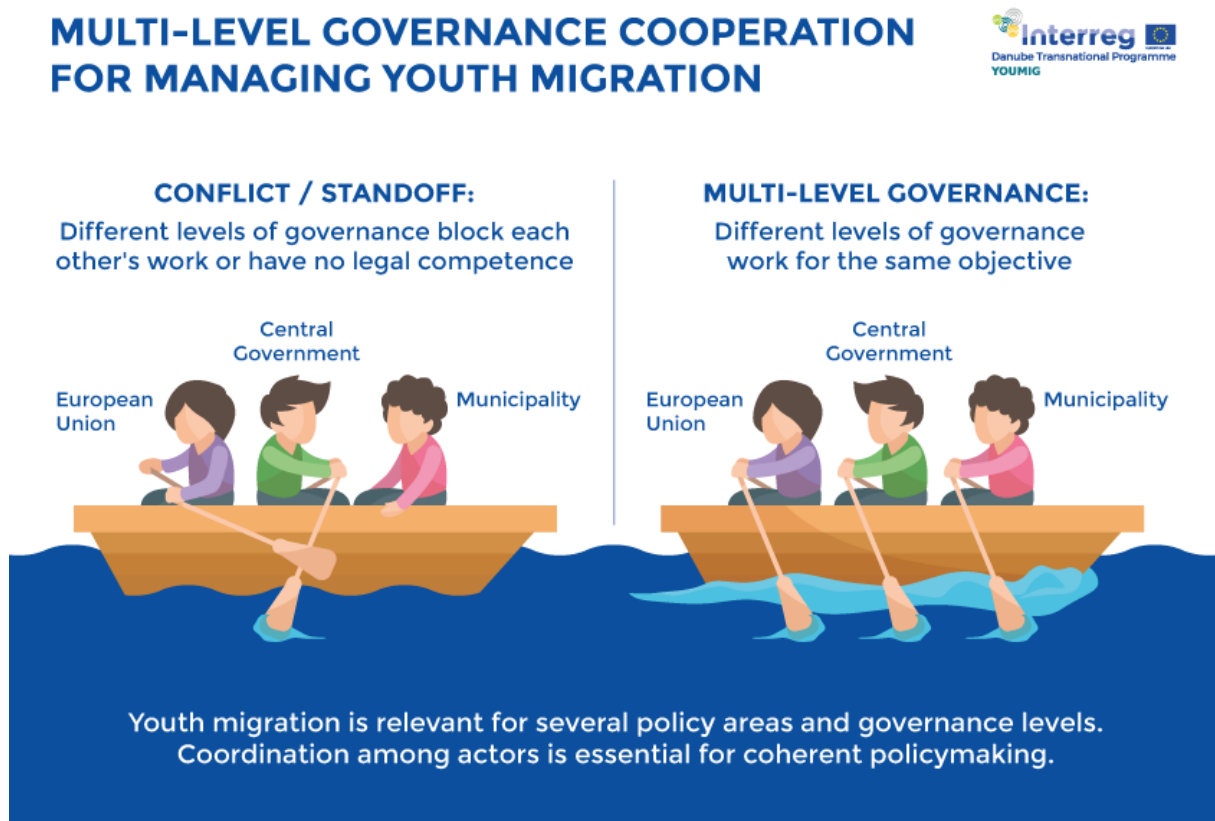 MULTI-LEVEL GOVERNANCE COOPERATION
FOR MANAGING YOUTH MIGRATION
Interreg
Danube Transnational Programme
YOUMIG
CONFLICT / STANDOFF:
Different levels of governance block each
other's work or have no legal competence
Central
Government
European
Union
Municipality
MULTI-LEVEL GOVERNANCE:
Different levels of governance
work for the same objective
Central
Government
European
Union
Municipality
Youth migration is relevant for several policy areas and governance levels.
Coordination among actors is essential for coherent policymaking.